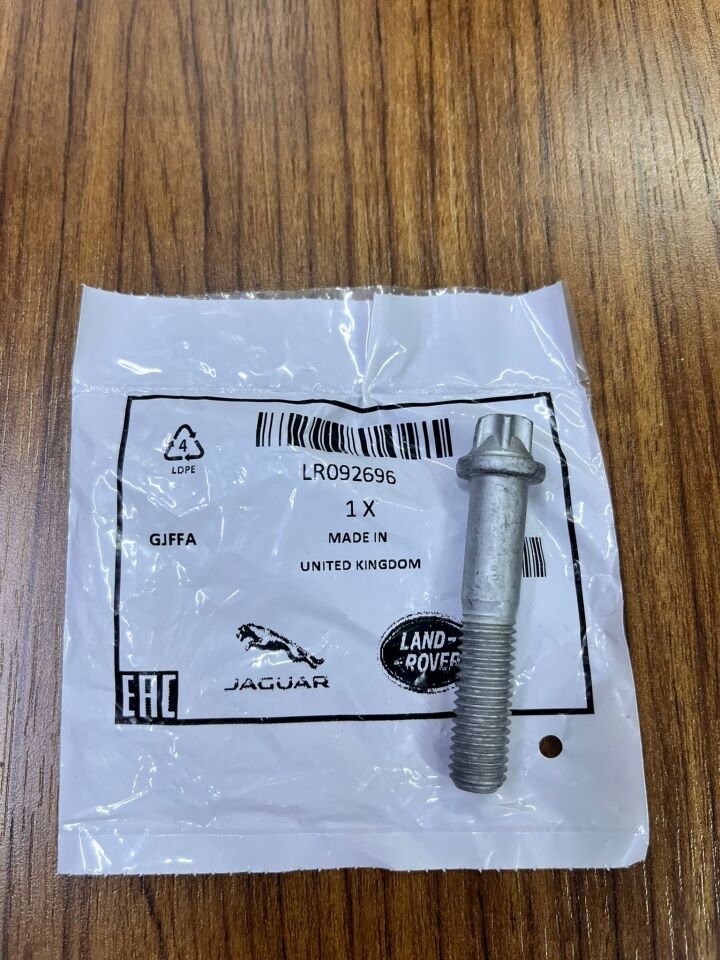 4
LDPE
LR092696
1 X
GJFFA
MADE IN
UNITED KINGDOM
JAGUAR
LAND-
-ROVER
EAC